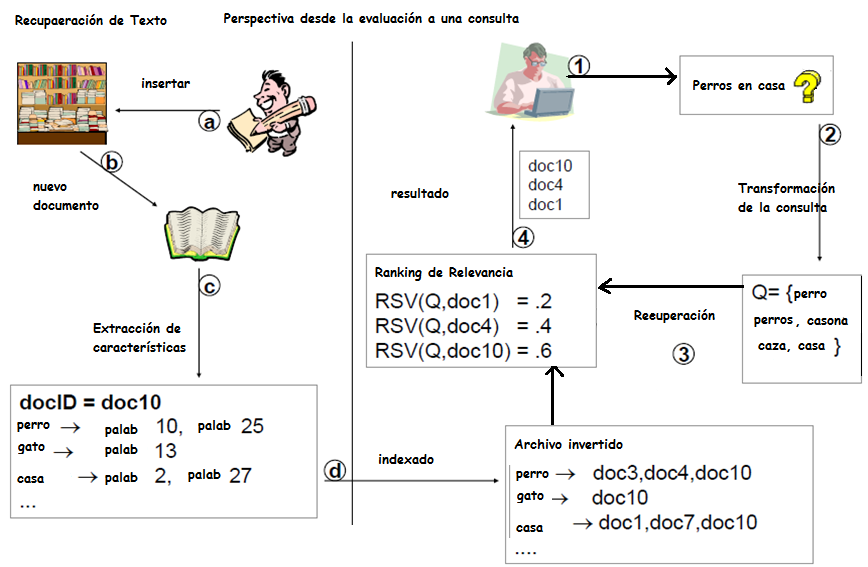 Recupaeración de Texto
Perspectiva desde la evaluación a una consulta
insertar
a
b
nuevo
documento
c
Extracción de
características
docID = doc10
perro → palab 10, palab 25
gato → palab 13
casa → palab 2, palab 27
...
d
indexado
1
Perros en casa ?
2
Transformación
de la consulta
Q= {perro
perros, casona
caza, casa }
Reeuperación
3
Ranking de Relevancia
RSV(Q,doc1) = .2
RSV(Q,doc4) = .4
RSV(Q,doc10) = .6
4
resultado
doc10
doc4
doc1
Archivo invertido
perro → doc3,doc4,doc10
gato → doc10
casa → doc1,doc7,doc10
....